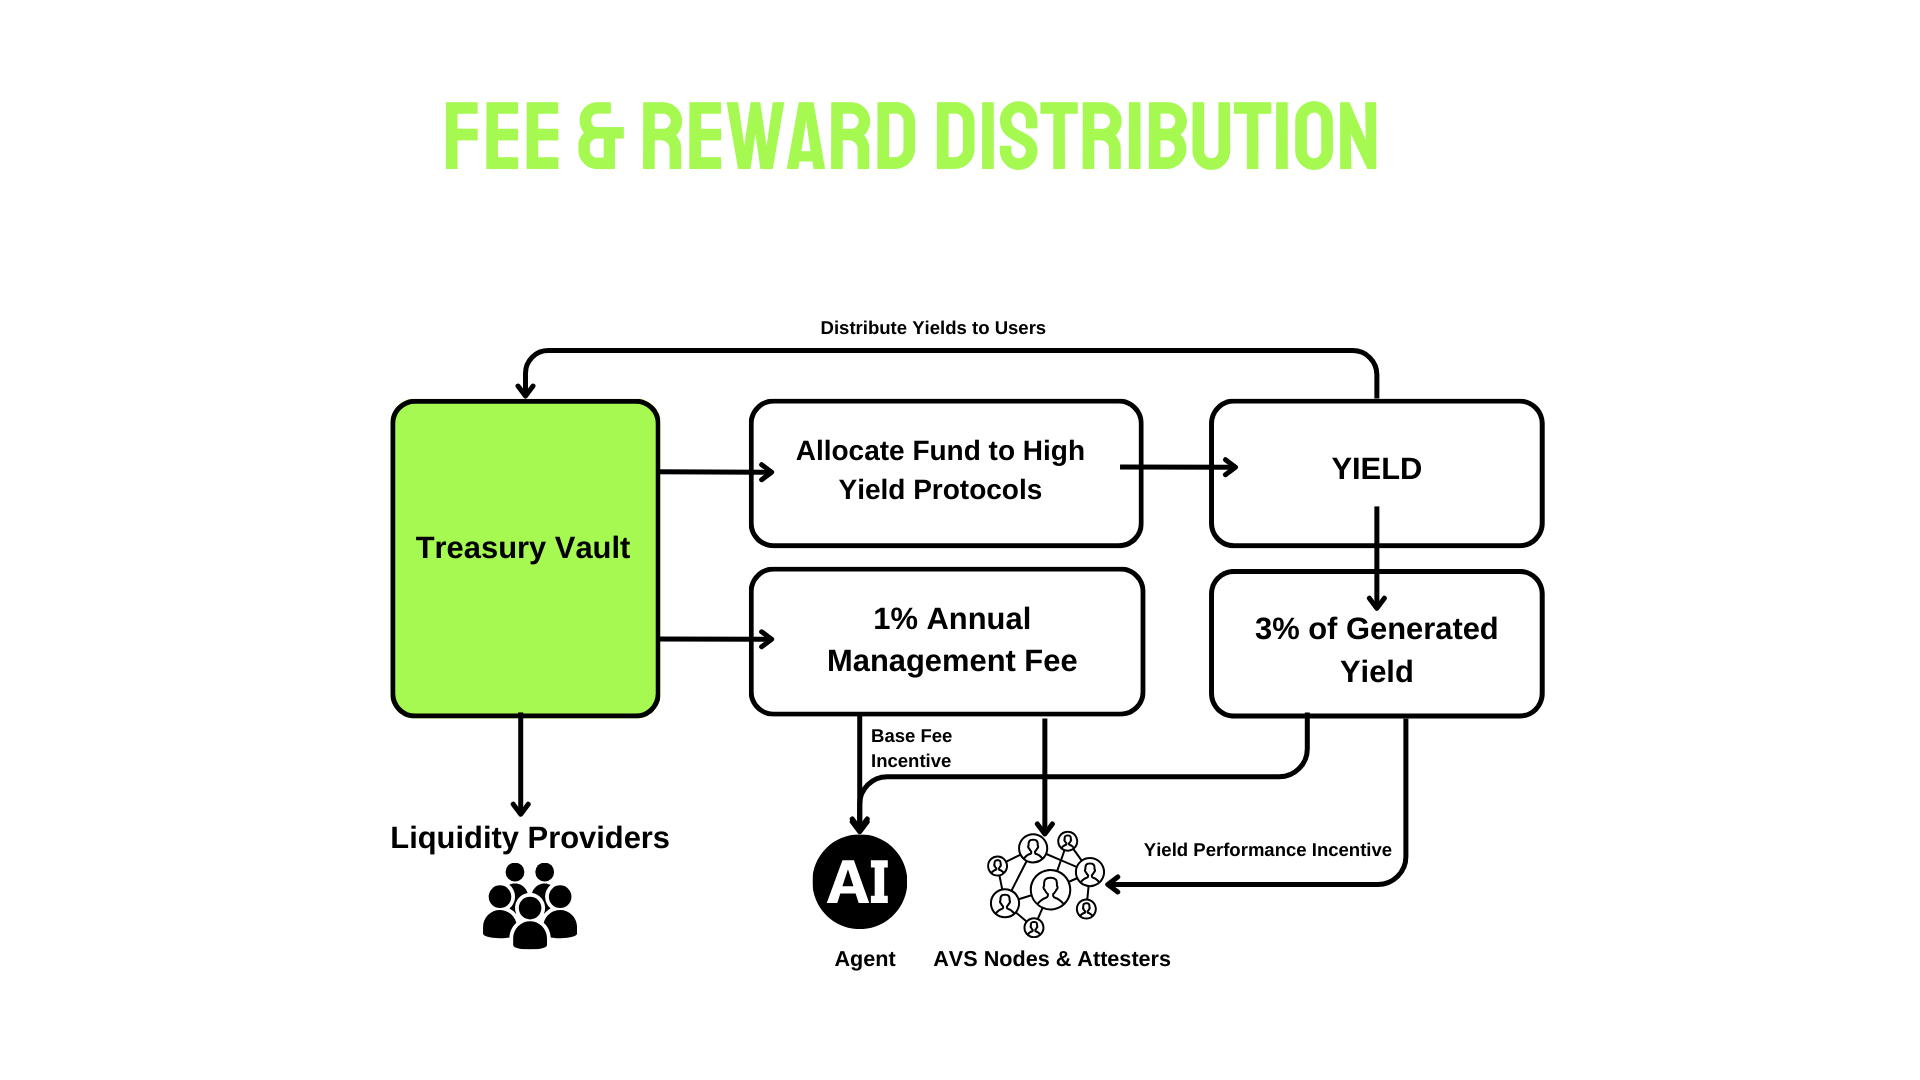 FEE & REWARD DISTRIBUTION
Distribute Yields to Users
Treasury Vault
Allocate Fund to High
Yield Protocols
YIELD
1% Annual
Management Fee
3% of Generated
Yield
Base Fee
Incentive
Liquidity Providers
Yield Performance Incentive
AI
Agent
AVS Nodes & Attesters